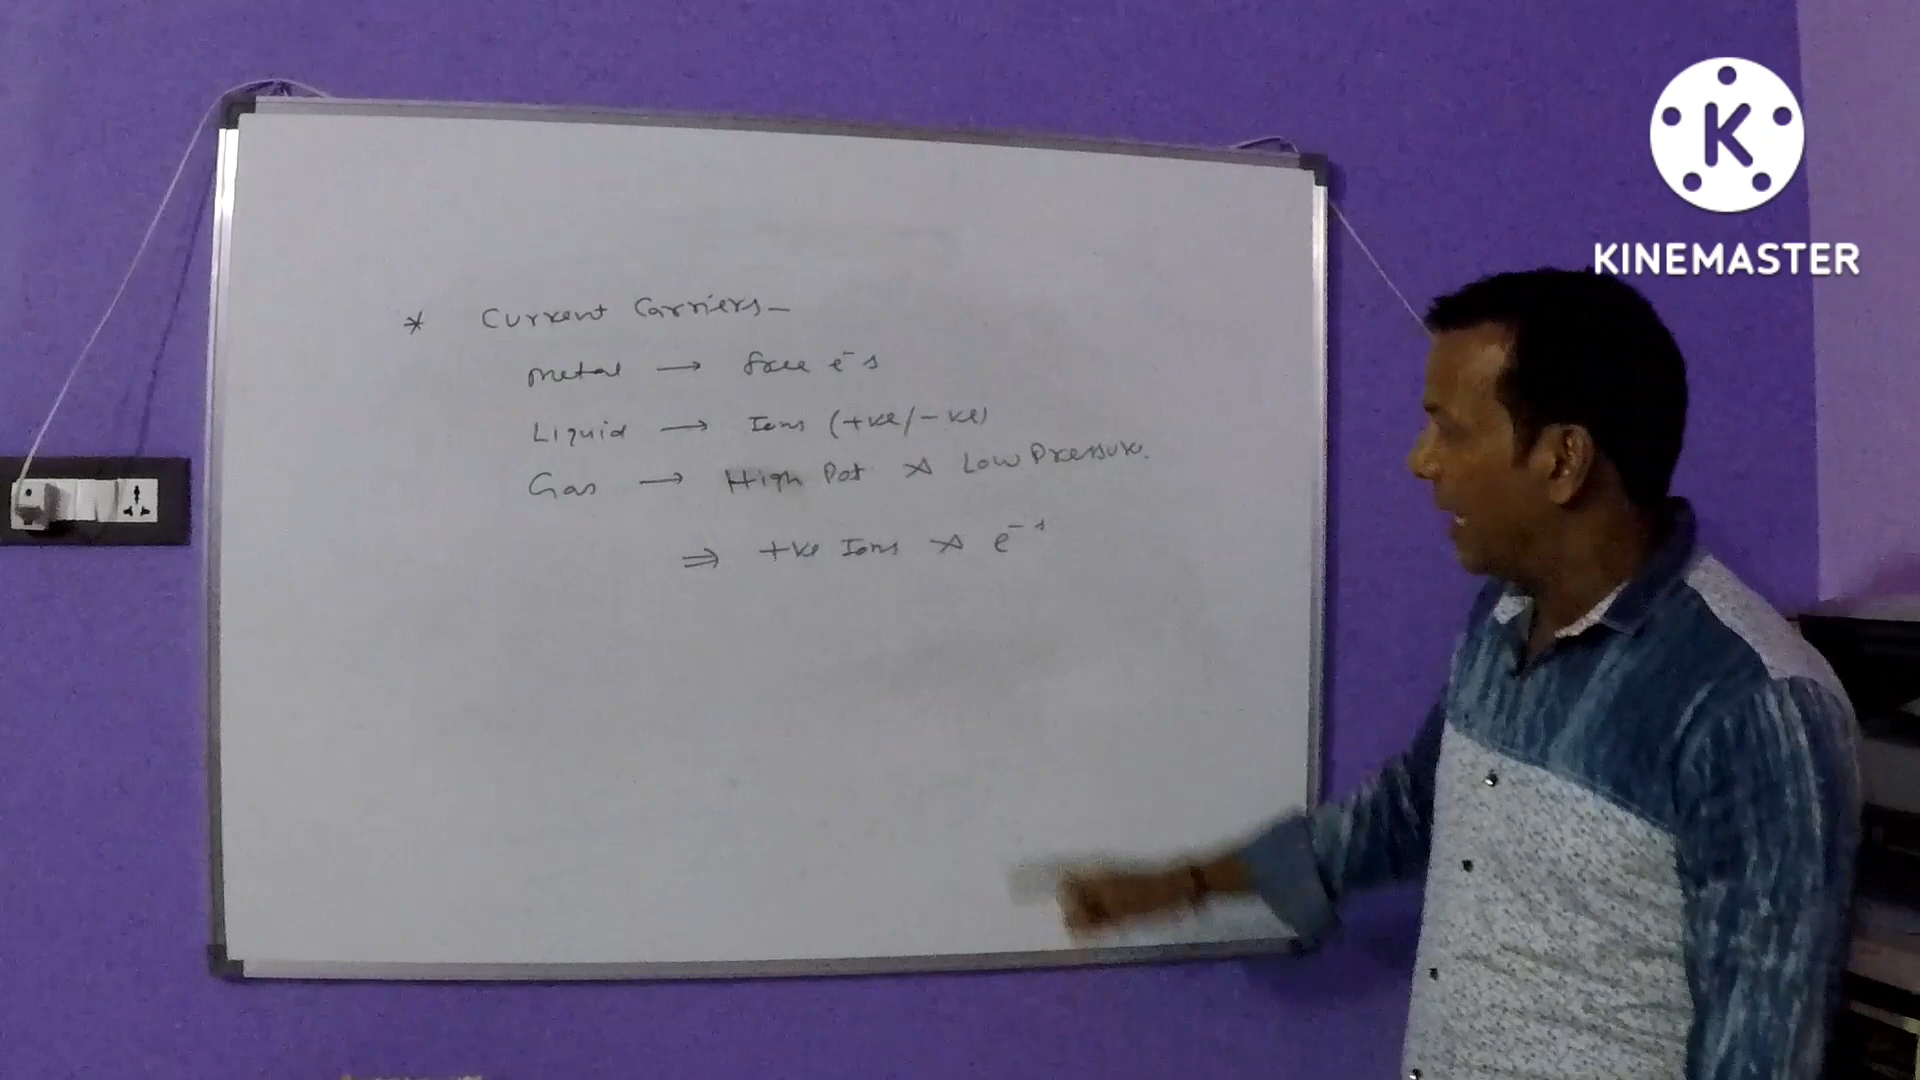 * Current Carriers-
Metal → free e⁻s
Liquid → Ions (+ve/-ve)
Gas → High Pot & Low Pressure.
⇒ +ve Ions & e⁻s
K
KINEMASTER